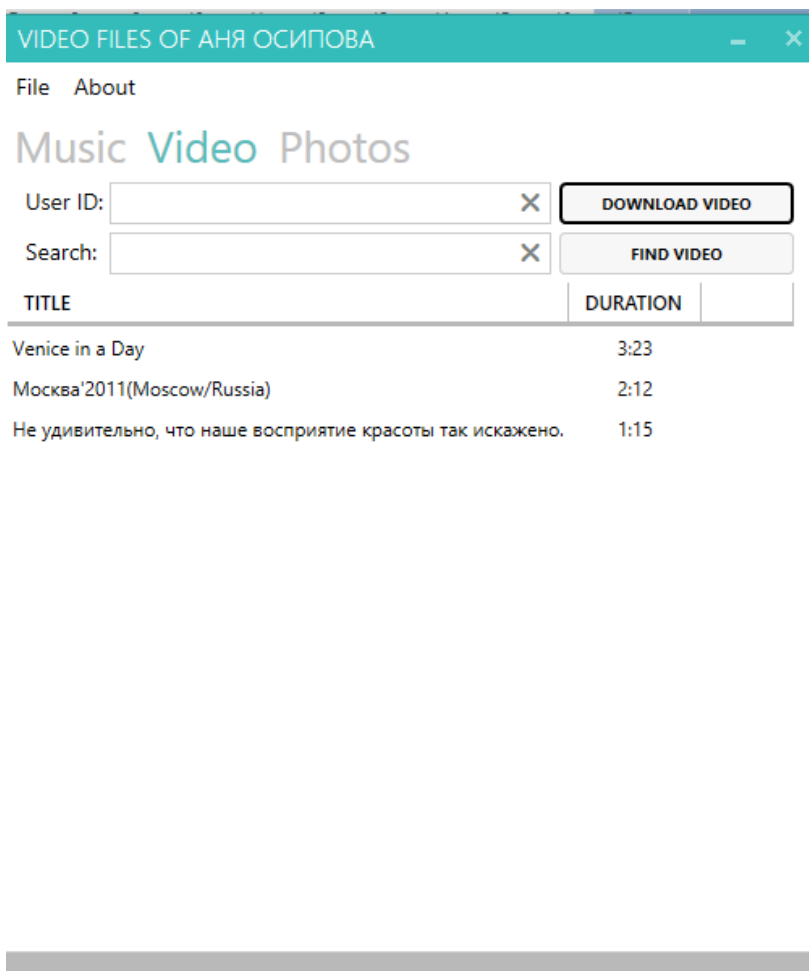 VIDEO FILES OF АНЯ ОСИПОВА
File About
Music Video Photos
User ID: DOWNLOAD VIDEO
Search: FIND VIDEO
TITLE DURATION
Venice in a Day 3:23
Москва'2011(Moscow/Russia) 2:12
Не удивительно, что наше восприятие красоты так искажено. 1:15